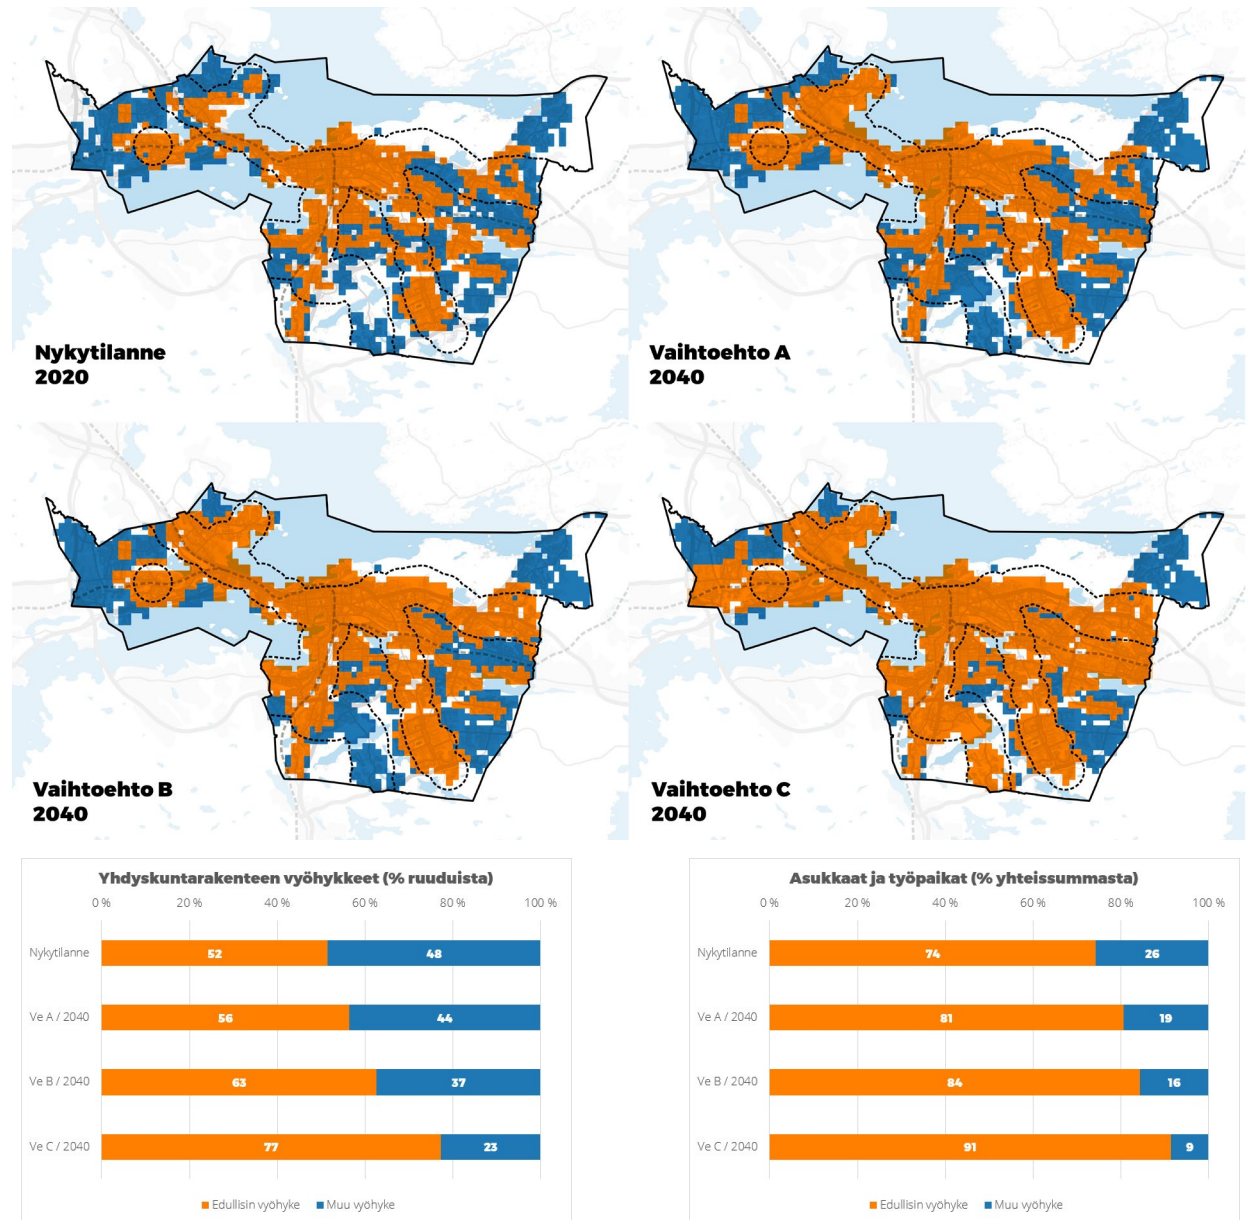 Nykytilanne
2020
Vaihtoehto A
2040
Vaihtoehto B
2040
Vaihtoehto C
2040
Yhdyskuntarakenteen vyöhykkeet (% ruuduista)
0 % 20 % 40 % 60 % 80 % 100 %
Nykytilanne 52 48
Ve A / 2040 56 44
Ve B / 2040 63 37
Ve C / 2040 77 23
Edullisin vyöhyke Muu vyöhyke
Asukkaat ja työpaikat (% yhteissummasta)
0 % 20 % 40 % 60 % 80 % 100 %
Nykytilanne 74 26
Ve A / 2040 81 19
Ve B / 2040 84 16
Ve C / 2040 91 9
Edullisin vyöhyke Muu vyöhyke